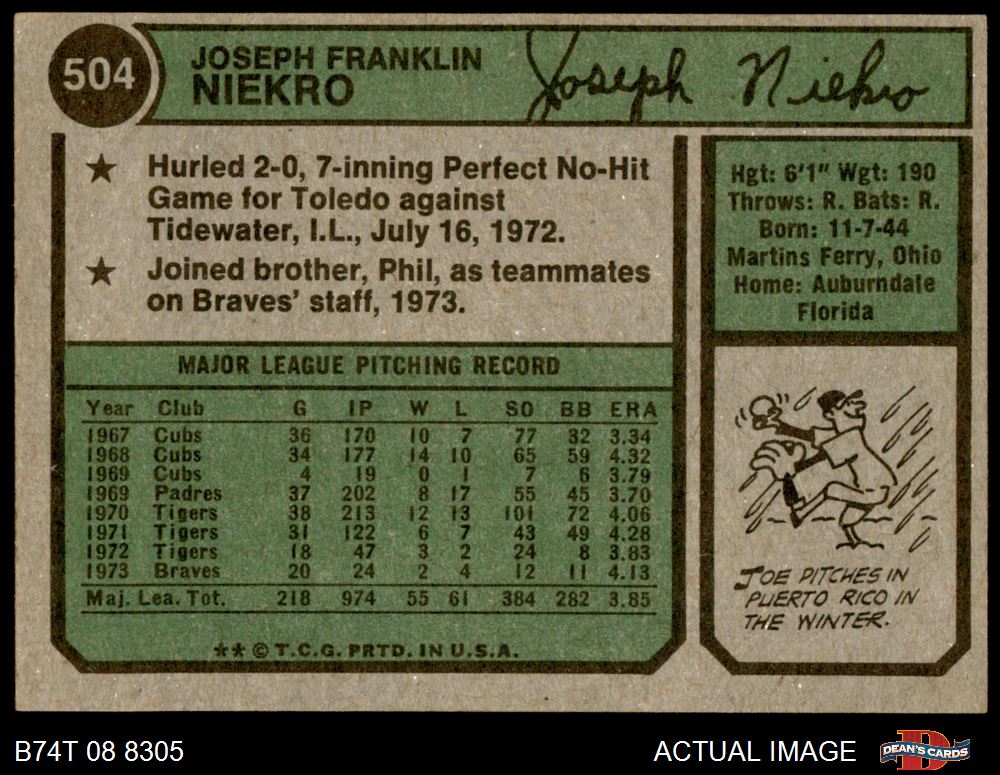 504
JOSEPH FRANKLIN
NIEKRO
Joseph Niekro
★ Hurled 2-0, 7-inning Perfect No-Hit
Game for Toledo against
Tidewater, I.L., July 16, 1972.
★ Joined brother, Phil, as teammates
on Braves' staff, 1973.
Hgt: 6'1" Wgt: 190
Throws: R. Bats: R.
Born: 11-7-44
Martins Ferry, Ohio
Home: Auburndale
Florida
MAJOR LEAGUE PITCHING RECORD
Year Club G IP W L SO BB ERA
1967 Cubs 36 170 10 7 77 32 3.34
1968 Cubs 34 177 14 10 65 59 4.32
1969 Cubs 4 19 0 1 7 6 3.79
1969 Padres 37 202 8 17 55 45 3.70
1970 Tigers 38 213 12 13 101 72 4.06
1971 Tigers 31 122 6 7 43 49 4.28
1972 Tigers 18 47 3 2 24 8 3.83
1973 Braves 20 24 2 4 12 11 4.13
Maj. Lea. Tot. 218 974 55 61 384 282 3.85
★★ © T.C.G. PRTD. IN U.S.A.
JOE PITCHES IN
PUERTO RICO IN
THE WINTER.
B74T 08 8305
ACTUAL IMAGE
D
DEAN'S CARDS